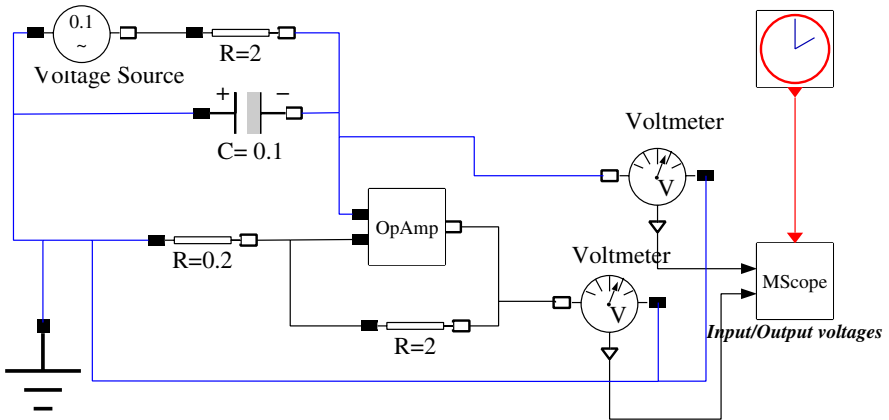 0.1
~
Voltage Source
R=2
+ −
C= 0.1
Voltmeter
V
OpAmp
R=0.2
Voltmeter
V
MScope
Input/Output voltages
R=2